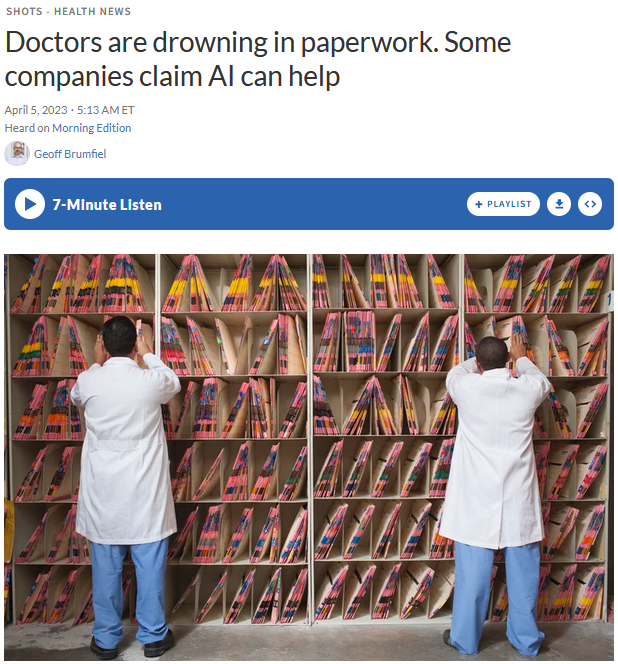 SHOTS - HEALTH NEWS
Doctors are drowning in paperwork. Some
companies claim AI can help
April 5, 2023 · 5:13 AM ET
Heard on Morning Edition
Geoff Brumfiel
7-Minute Listen
+ PLAYLIST